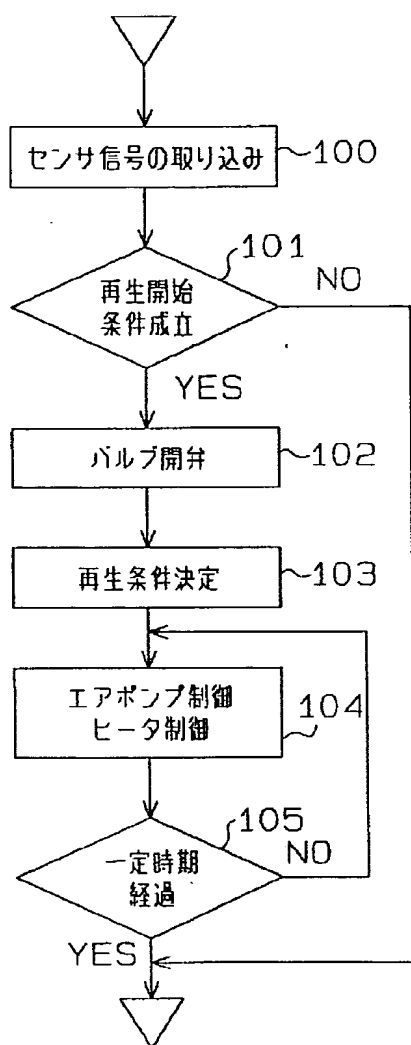 センサ信号の取り込み
100
101
再生開始
条件成立
NO
YES
バルブ開弁
102
再生条件決定
103
エアポンプ制御
ヒータ制御
104
105
一定時期
経過
NO
YES